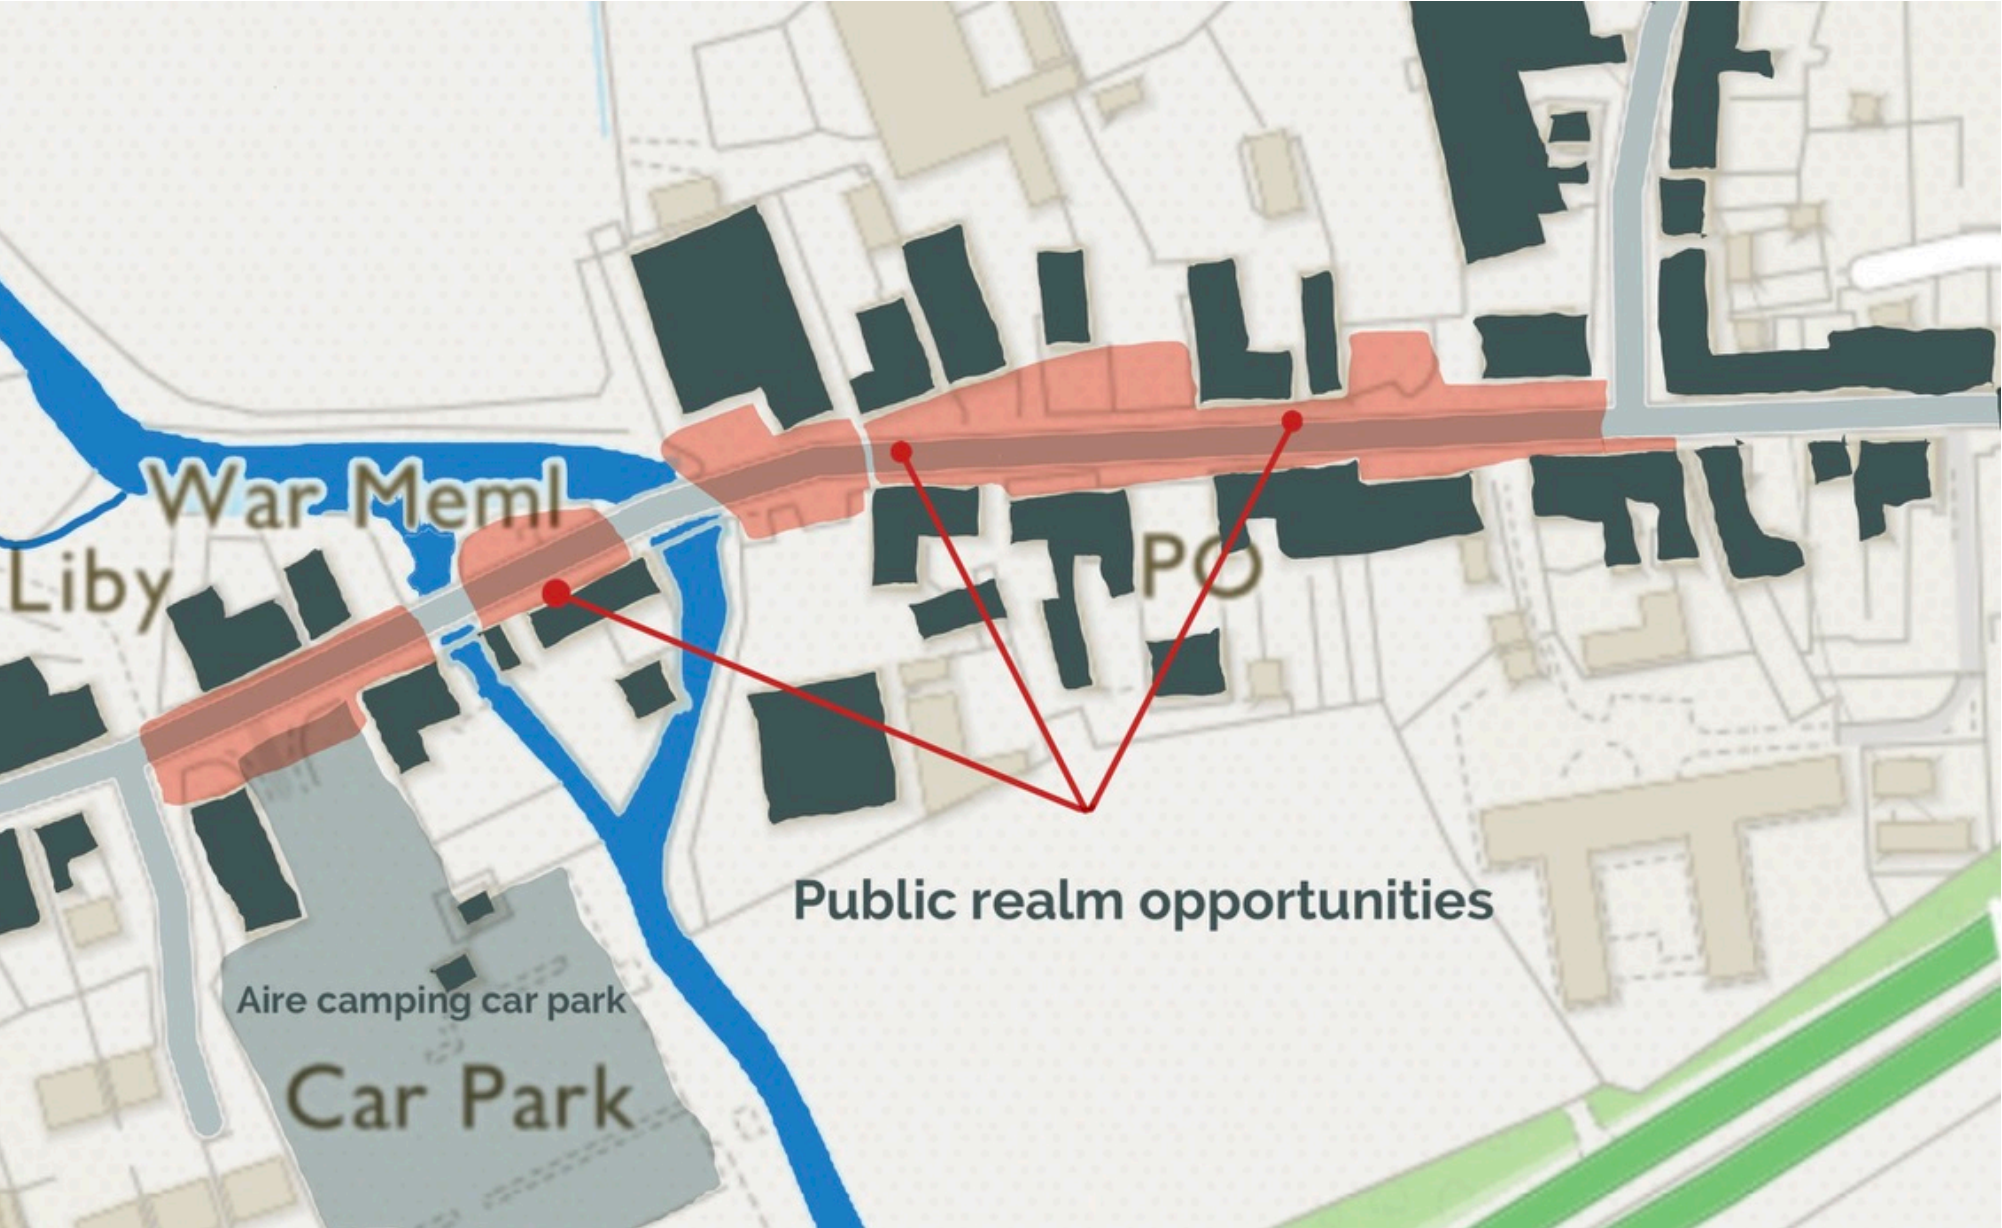 War Meml
Liby
PO
Public realm opportunities
Aire camping car park
Car Park